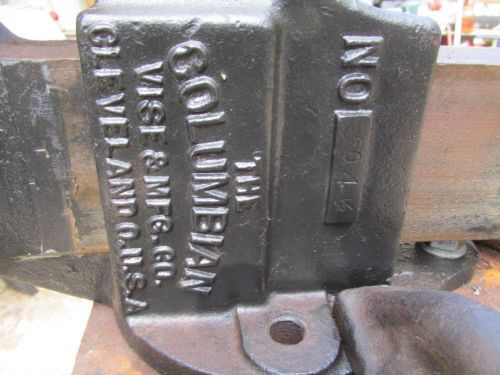 THE
COLUMBIAN
VISE & MFG. CO.
CLEVELAND O. U.S.A
NO
504½